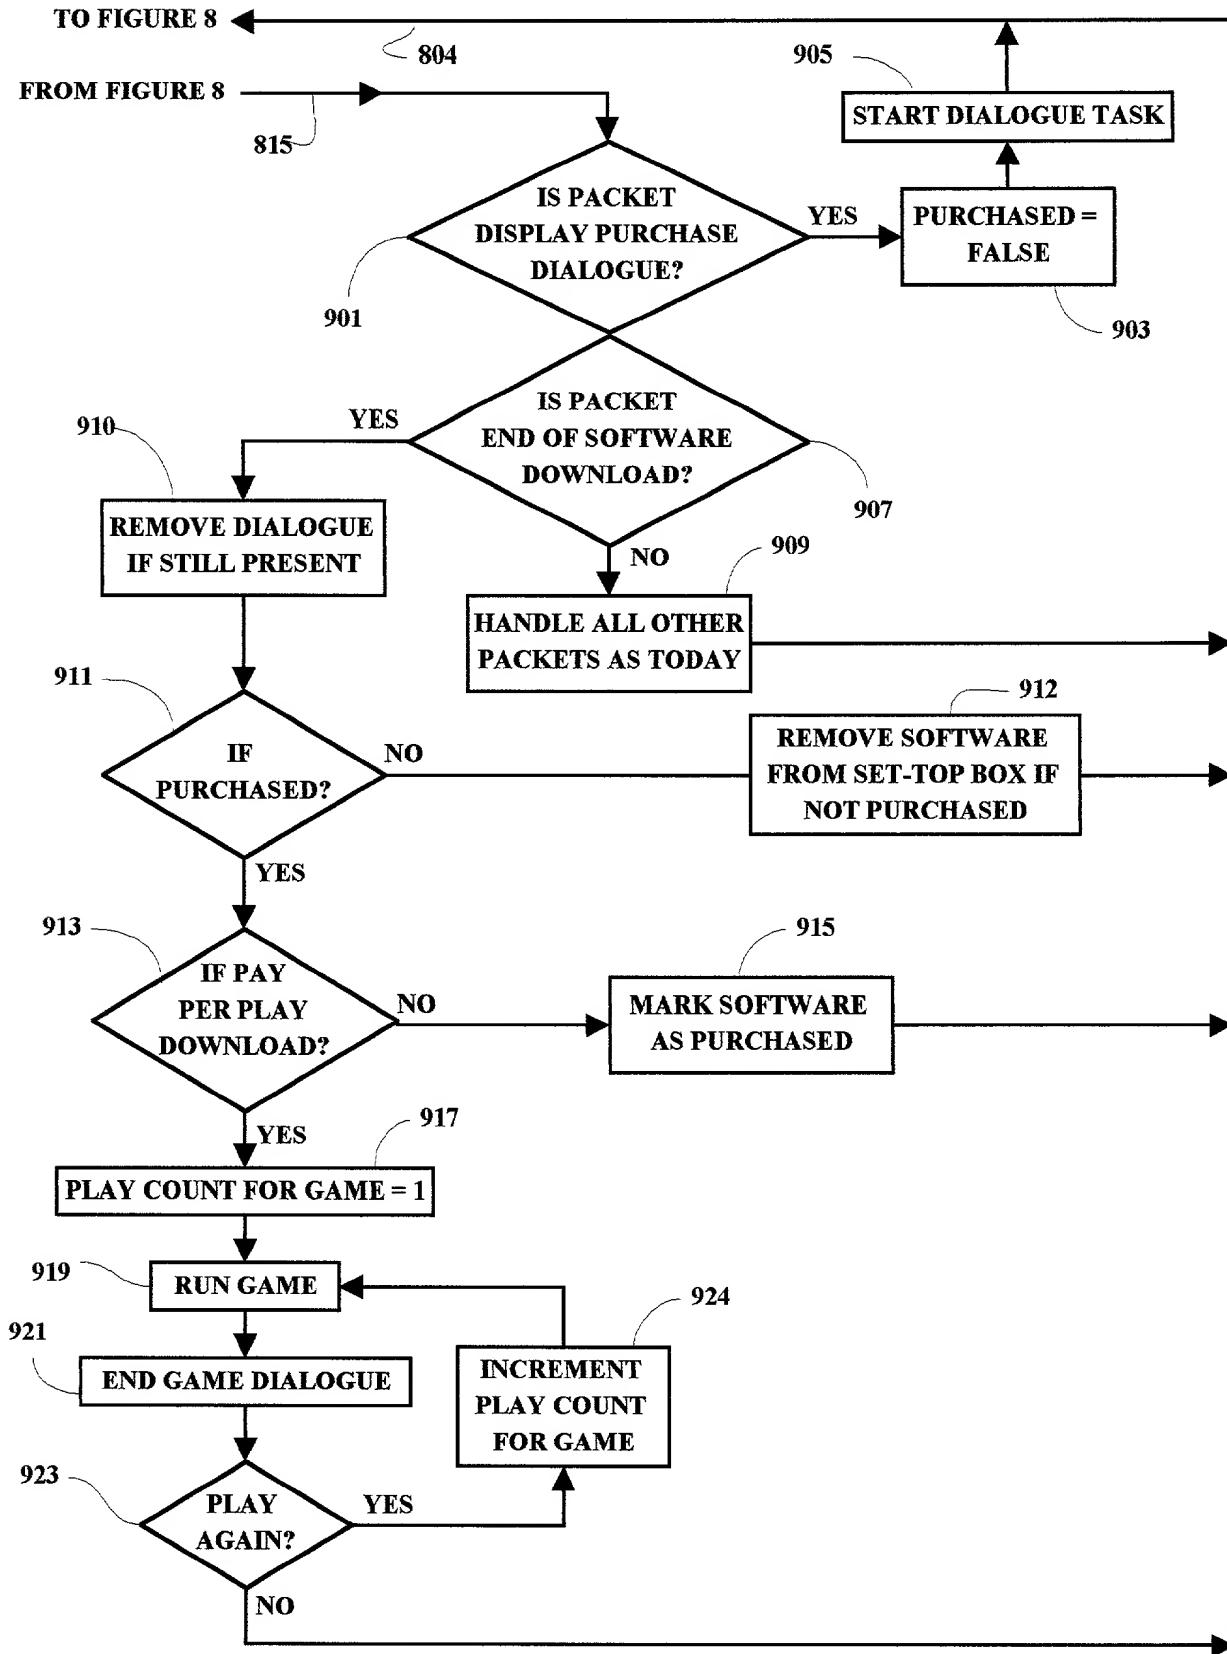 TO FIGURE 8
804
905
FROM FIGURE 8
815
START DIALOGUE TASK
IS PACKET
DISPLAY PURCHASE
DIALOGUE?
YES
PURCHASED =
FALSE
901
903
IS PACKET
END OF SOFTWARE
DOWNLOAD?
YES
910
907
REMOVE DIALOGUE
IF STILL PRESENT
NO
909
HANDLE ALL OTHER
PACKETS AS TODAY
911
912
IF
PURCHASED?
NO
REMOVE SOFTWARE
FROM SET-TOP BOX IF
NOT PURCHASED
YES
913
915
IF PAY
PER PLAY
DOWNLOAD?
NO
MARK SOFTWARE
AS PURCHASED
YES
917
PLAY COUNT FOR GAME = 1
919
RUN GAME
924
921
END GAME DIALOGUE
INCREMENT
PLAY COUNT
FOR GAME
923
PLAY
AGAIN?
YES
NO